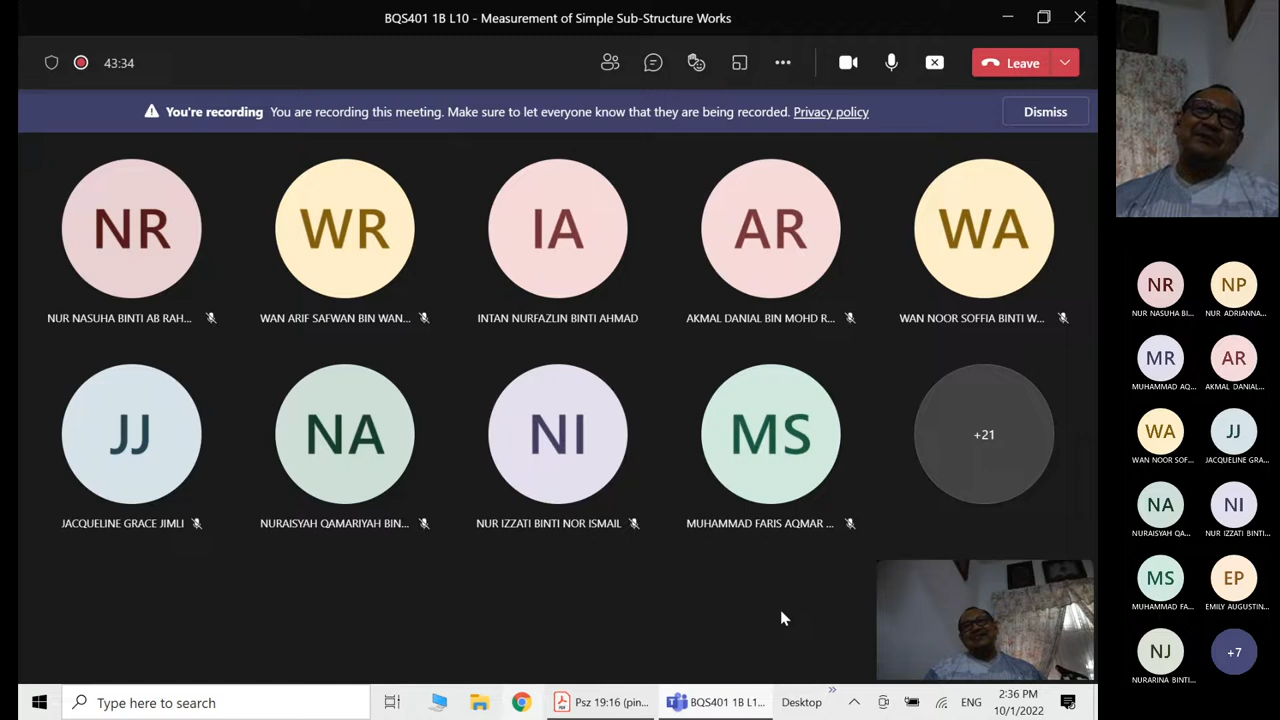 BQS401 1B L10 - Measurement of Simple Sub-Structure Works
43:34
Leave
You're recording You are recording this meeting. Make sure to let everyone know that they are being recorded. Privacy policy
Dismiss
NR
WR
IA
AR
WA
NUR NASUHA BINTI AB RAH...
WAN ARIF SAFWAN BIN WAN...
INTAN NURFAZLIN BINTI AHMAD
AKMAL DANIAL BIN MOHD R...
WAN NOOR SOFFIA BINTI W...
JJ
NA
NI
MS
+21
JACQUELINE GRACE JIMLI
NURAISYAH QAMARIYAH BIN...
NUR IZZATI BINTI NOR ISMAIL
MUHAMMAD FARIS AQMAR ...
NR
NP
NUR NASUHA BI...
NUR ADRIANNA...
MR
AR
MUHAMMAD AQ...
AKMAL DANIAL...
WA
JJ
WAN NOOR SOF...
JACQUELINE GRA...
NA
NI
NURAISYAH QA...
NUR IZZATI BINTI...
MS
EP
MUHAMMAD FA...
EMILY AUGUSTIN...
NJ
+7
NURARINA BINTI...
Type here to search
Psz 19:16 (pin...
BQS401 1B L1...
Desktop
ENG
2:36 PM
10/1/2022